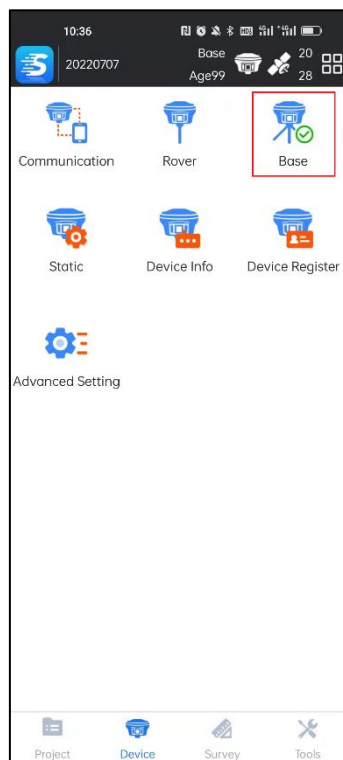 10:36
Base 20
20220707
Age99 28
Communication Rover Base
Static Device Info Device Register
Advanced Setting
Project Device Survey Tools